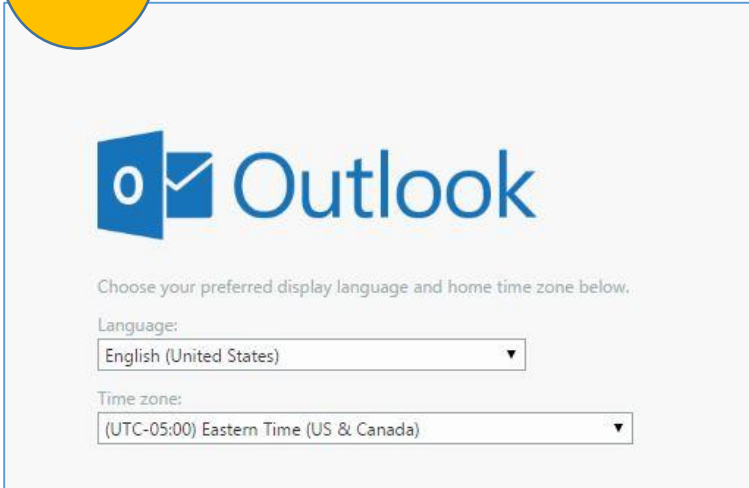 O Outlook
Choose your preferred display language and home time zone below.
Language:
English (United States)
Time zone:
(UTC-05:00) Eastern Time (US & Canada)